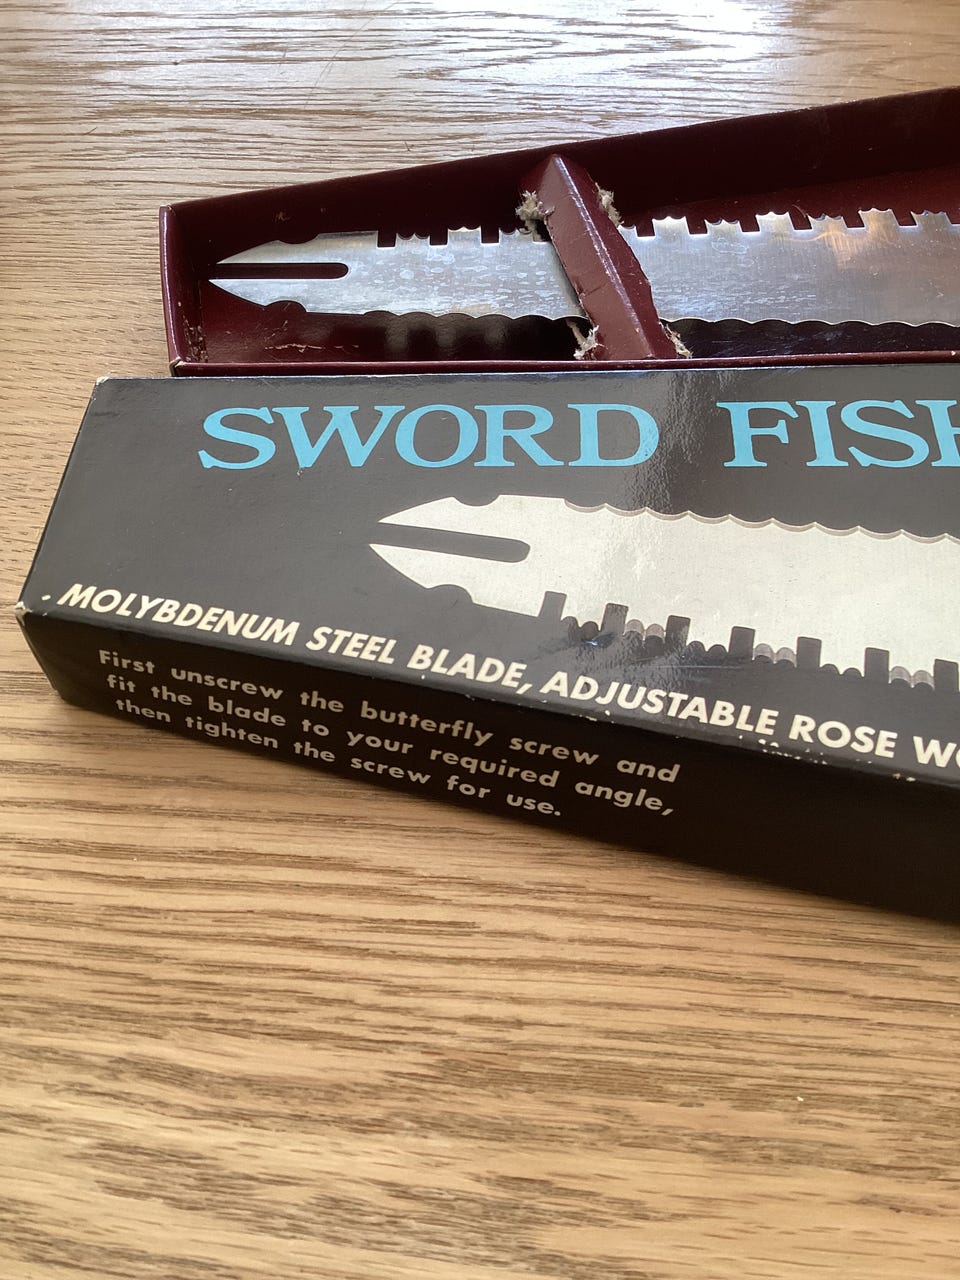 SWORD FISH
. MOLYBDENUM STEEL BLADE, ADJUSTABLE ROSE
First unscrew the butterfly screw and
fit the blade to your required angle,
then tighten the screw for use.